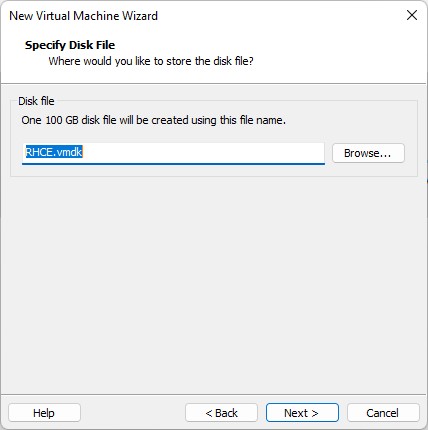 New Virtual Machine Wizard
Specify Disk File
Where would you like to store the disk file?
Disk file
One 100 GB disk file will be created using this file name.
RHCE.vmdk
Browse...
Help
< Back
Next >
Cancel